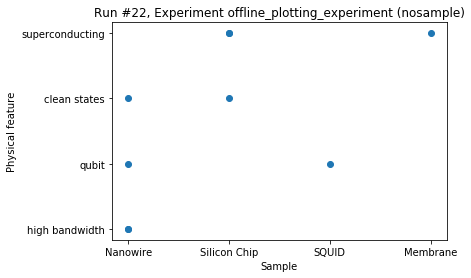 Run #22, Experiment offline_plotting_experiment (nosample)
superconducting
clean states
qubit
high bandwidth
Physical feature
Nanowire
Silicon Chip
SQUID
Membrane
Sample